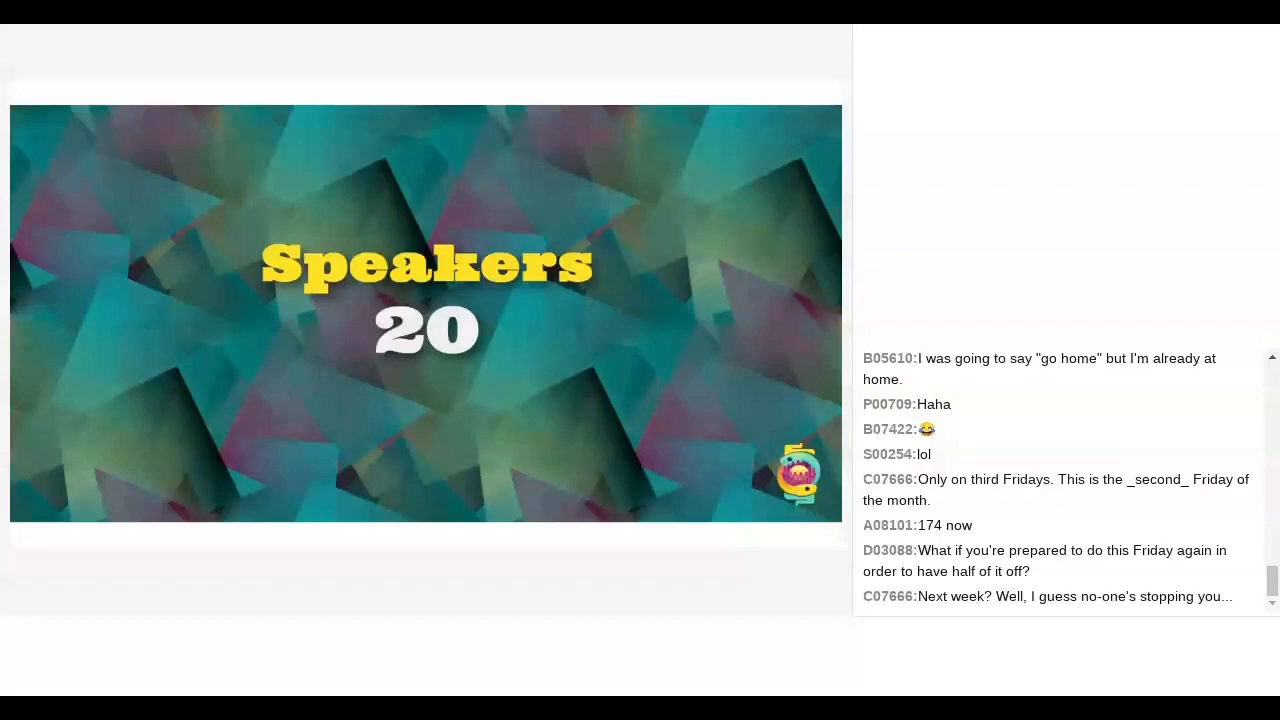 Speakers
20
B05610:I was going to say "go home" but I'm already at
home.
P00709:Haha
B07422:😂
S00254:lol
C07666:Only on third Fridays. This is the _second_ Friday of
the month.
A08101:174 now
D03088:What if you're prepared to do this Friday again in
order to have half of it off?
C07666:Next week? Well, I guess no-one's stopping you...